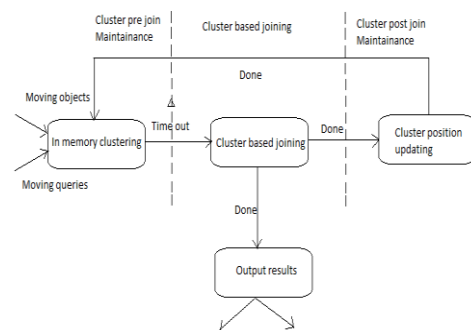 Cluster pre join
Maintainance
Cluster based joining
Cluster post join
Maintainance
Done
Moving objects
Time out
In memory clustering
Cluster based joining
Done
Cluster position
updating
Moving queries
Done
Output results